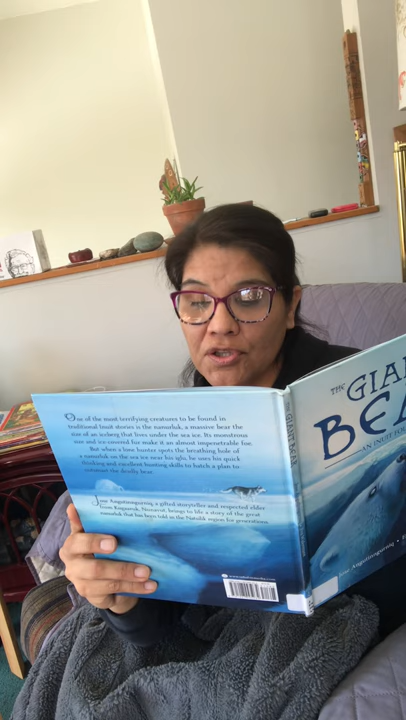 One of the most terrifying creatures to be found in
traditional Inuit stories is the nanurluk, a massive bear the
size of an iceberg that lives under the sea ice. Its monstrous
size and ice-covered fur make it an almost impenetrable foe.
But when a lone hunter spots the breathing hole of
a nanurluk on the sea ice near his iglu, he uses his quick
thinking and excellent hunting skills to hatch a plan to
outsmart the deadly bear.
Jose Angutinngurniq, a gifted storyteller and respected elder
from Kugaaruk, Nunavut, brings to life a story of the great
nanurluk that has been told in the Natsilik region for generations.
THE GIAN
BEA
AN INUIT FO
Jose Angutinngurniq